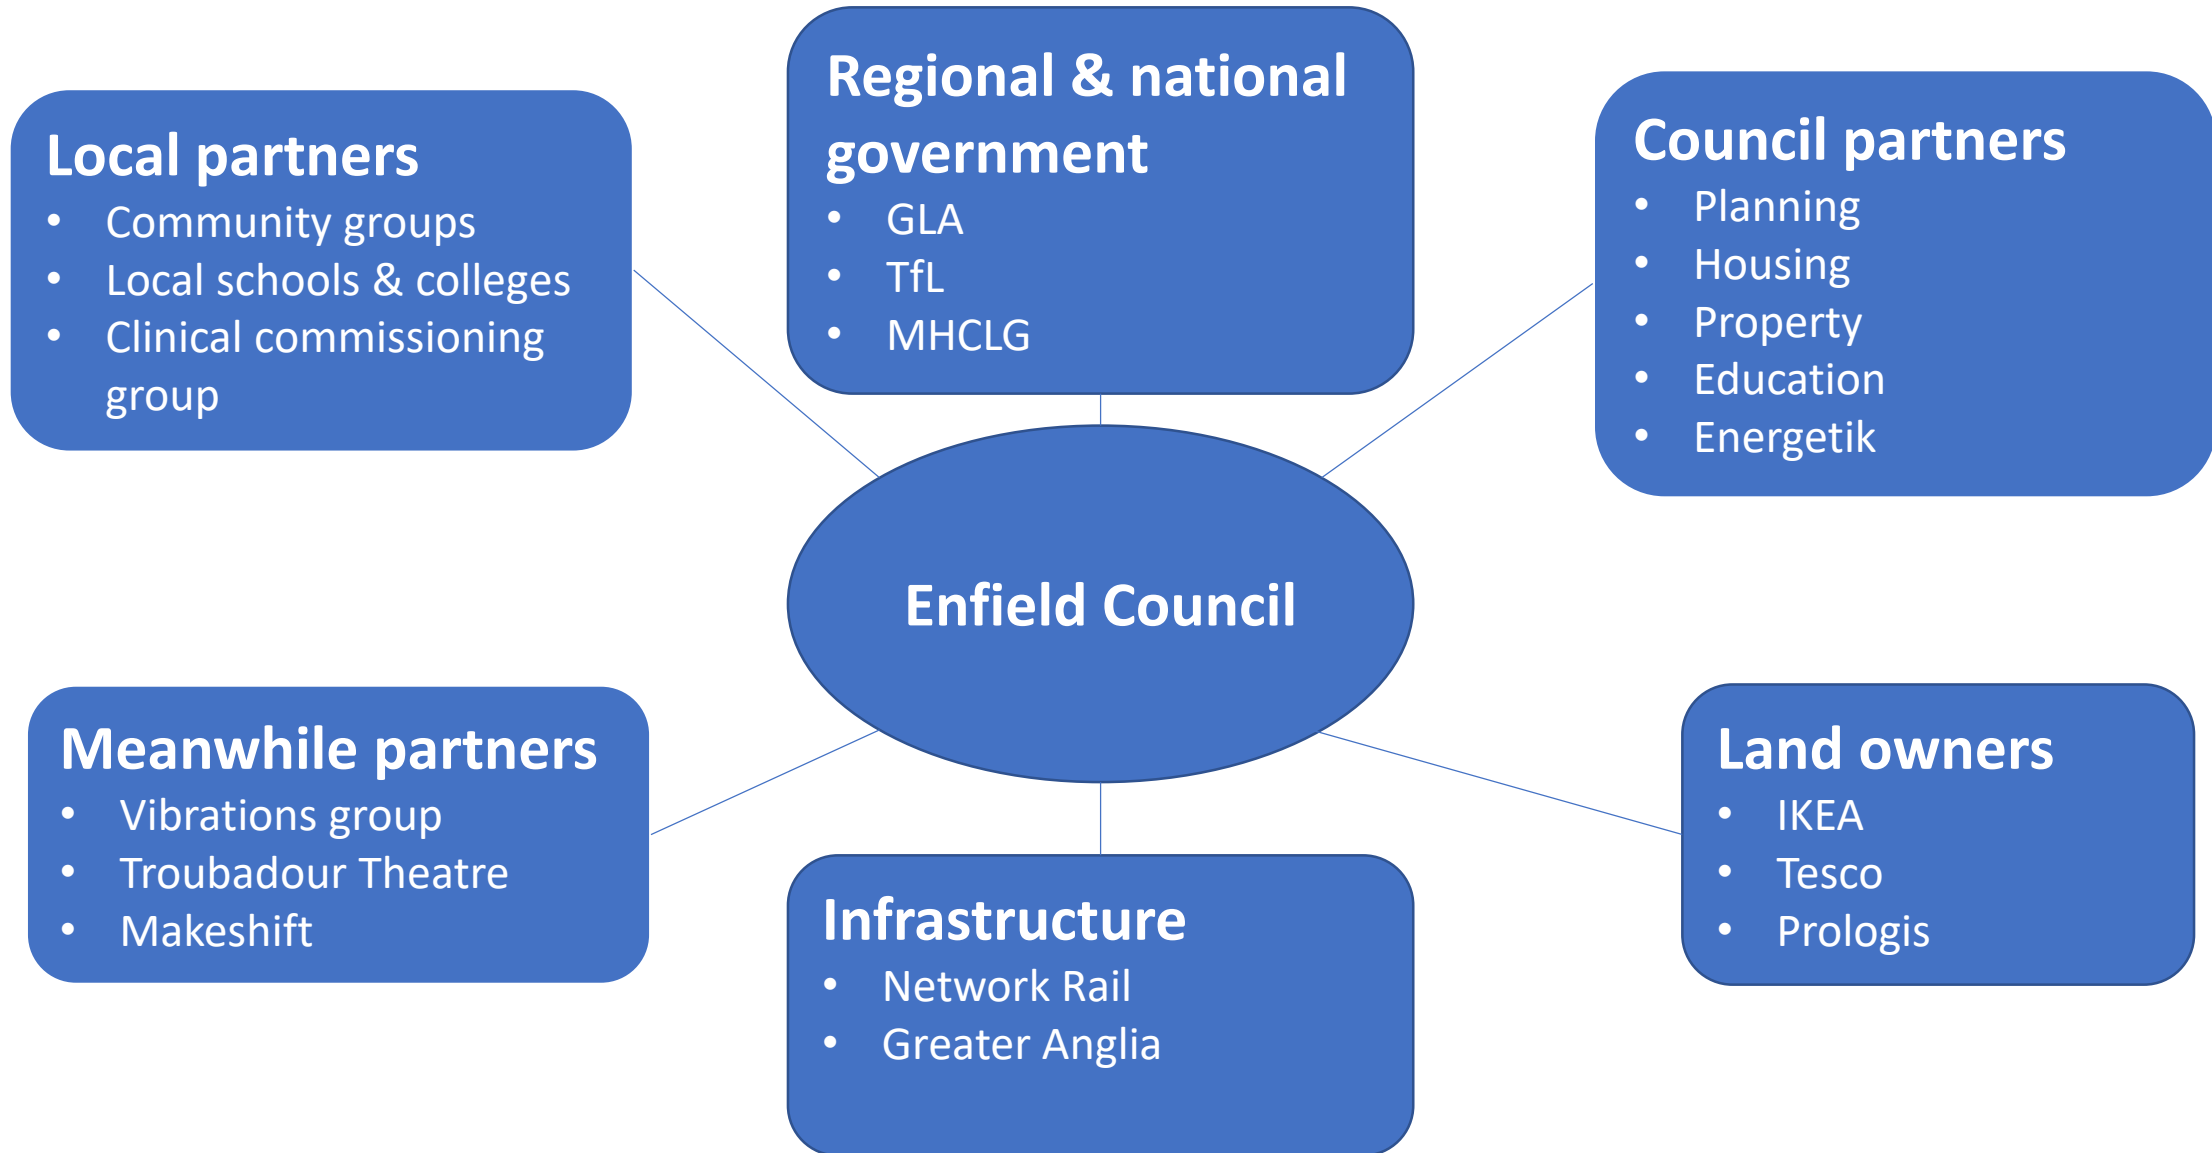 Regional & national
government
• GLA
• TfL
• MHCLG
Local partners
• Community groups
• Local schools & colleges
• Clinical commissioning
group
Council partners
• Planning
• Housing
• Property
• Education
• Energetik
Enfield Council
Meanwhile partners
• Vibrations group
• Troubadour Theatre
• Makeshift
Infrastructure
• Network Rail
• Greater Anglia
Land owners
• IKEA
• Tesco
• Prologis